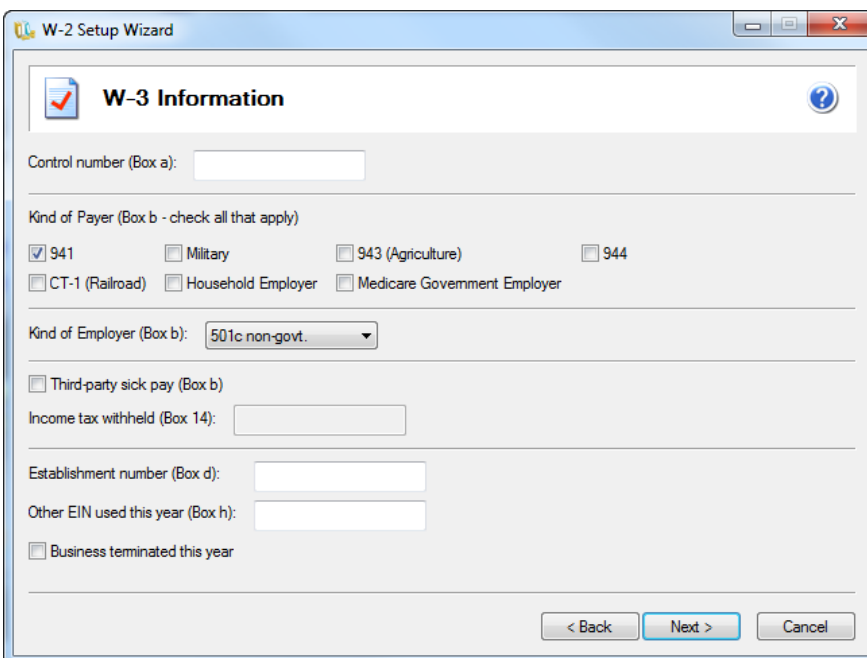 W-2 Setup Wizard
W-3 Information
?
Control number (Box a):
Kind of Payer (Box b - check all that apply)
941 Military 943 (Agriculture) 944
CT-1 (Railroad) Household Employer Medicare Government Employer
Kind of Employer (Box b): 501c non-govt.
Third-party sick pay (Box b)
Income tax withheld (Box 14):
Establishment number (Box d):
Other EIN used this year (Box h):
Business terminated this year
< Back Next > Cancel